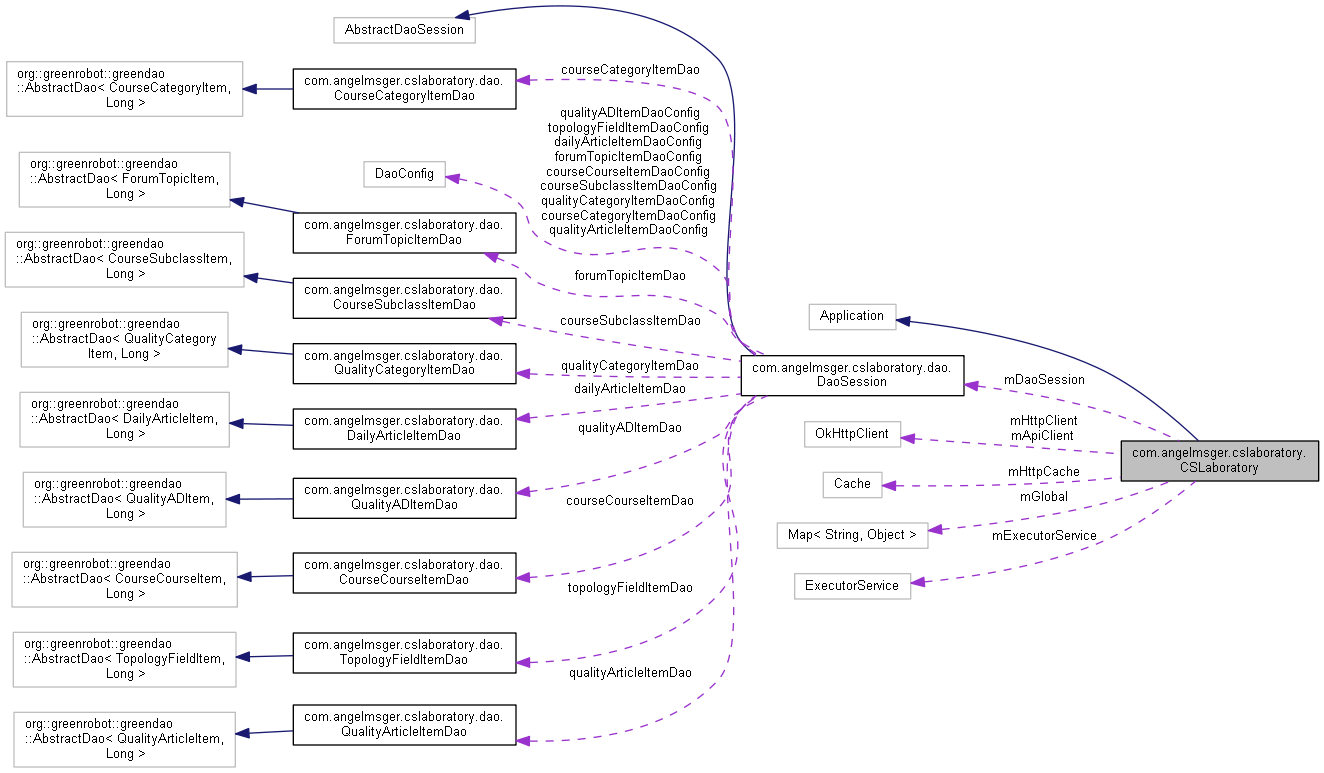 AbstractDaoSession
org::greenrobot::greendao
::AbstractDao< CourseCategoryItem,
Long >
com.angelmsger.cslaboratory.dao.
CourseCategoryItemDao
courseCategoryItemDao
qualityADItemDaoConfig
topologyFieldItemDaoConfig
dailyArticleItemDaoConfig
forumTopicItemDaoConfig
courseCourseItemDaoConfig
courseSubclassItemDaoConfig
qualityCategoryItemDaoConfig
courseCategoryItemDaoConfig
qualityArticleItemDaoConfig
DaoConfig
org::greenrobot::greendao
::AbstractDao< ForumTopicItem,
Long >
com.angelmsger.cslaboratory.dao.
ForumTopicItemDao
forumTopicItemDao
org::greenrobot::greendao
::AbstractDao< CourseSubclassItem,
Long >
com.angelmsger.cslaboratory.dao.
CourseSubclassItemDao
courseSubclassItemDao
org::greenrobot::greendao
::AbstractDao< QualityCategory
Item, Long >
com.angelmsger.cslaboratory.dao.
QualityCategoryItemDao
qualityCategoryItemDao
org::greenrobot::greendao
::AbstractDao< DailyArticleItem,
Long >
com.angelmsger.cslaboratory.dao.
DailyArticleItemDao
dailyArticleItemDao
org::greenrobot::greendao
::AbstractDao< QualityADItem,
Long >
com.angelmsger.cslaboratory.dao.
QualityADItemDao
qualityADItemDao
org::greenrobot::greendao
::AbstractDao< CourseCourseItem,
Long >
com.angelmsger.cslaboratory.dao.
CourseCourseItemDao
courseCourseItemDao
org::greenrobot::greendao
::AbstractDao< TopologyFieldItem,
Long >
com.angelmsger.cslaboratory.dao.
TopologyFieldItemDao
topologyFieldItemDao
org::greenrobot::greendao
::AbstractDao< QualityArticleItem,
Long >
com.angelmsger.cslaboratory.dao.
QualityArticleItemDao
qualityArticleItemDao
com.angelmsger.cslaboratory.dao.
DaoSession
Application
mDaoSession
OkHttpClient
mHttpClient
mApiClient
Cache
mHttpCache
Map< String, Object >
mGlobal
ExecutorService
mExecutorService
com.angelmsger.cslaboratory.
CSLaboratory